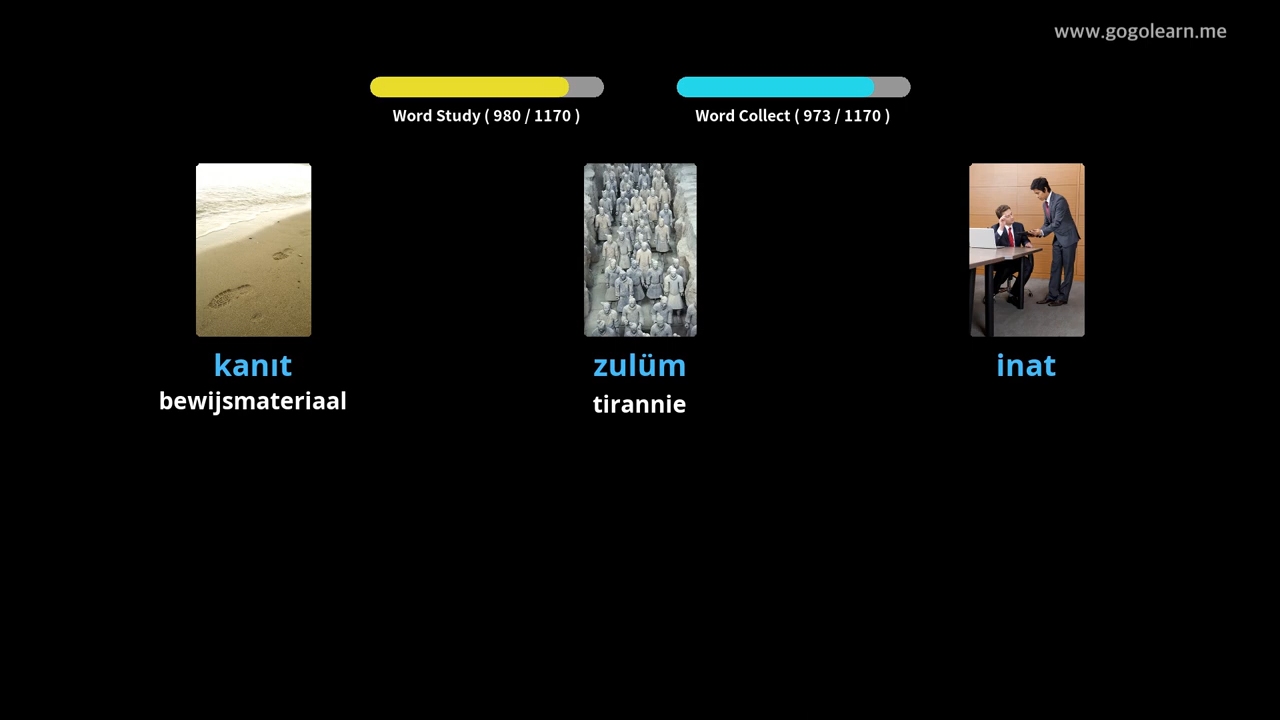 www.gogolearn.me
Word Study ( 980 / 1170 )
Word Collect ( 973 / 1170 )
kanıt
zulüm
inat
bewijsmateriaal
tirannie